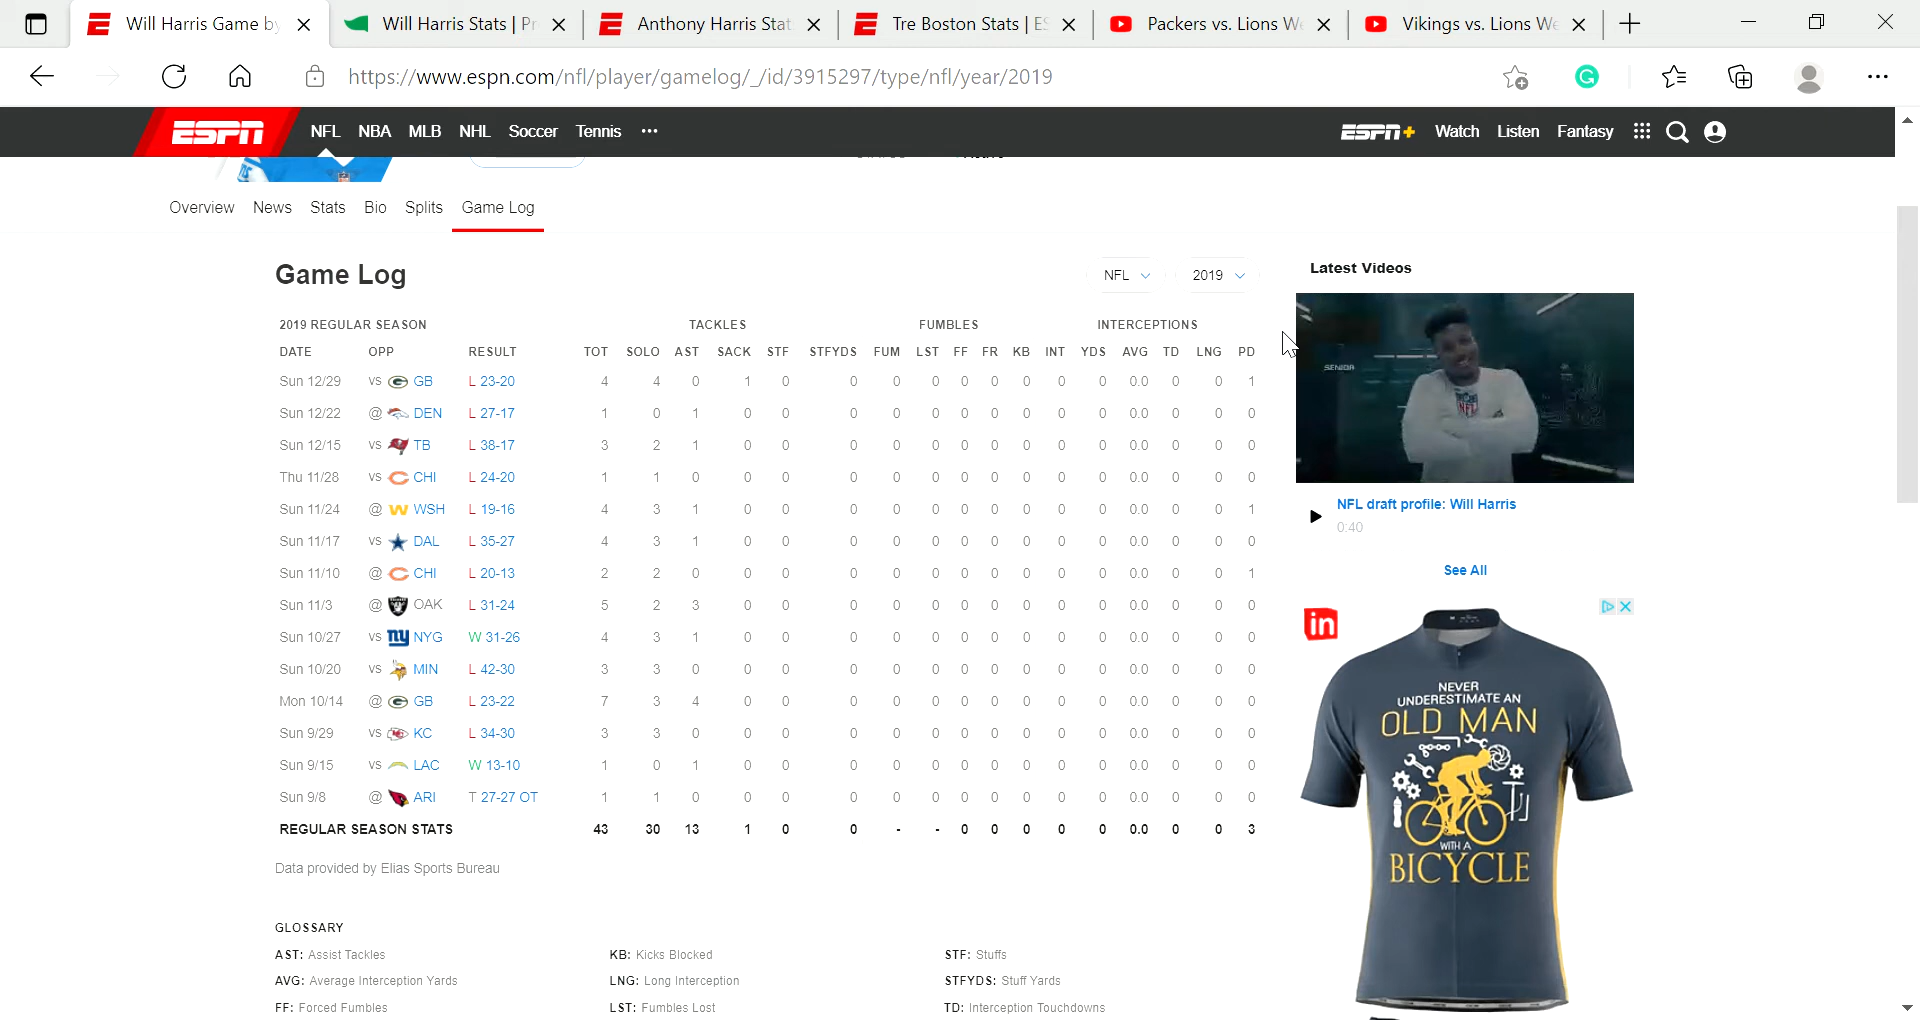 Will Harris Game by
Will Harris Stats | Pr
Anthony Harris Stat
Tre Boston Stats | ES
Packers vs. Lions We
Vikings vs. Lions We
https://www.espn.com/nfl/player/gamelog/_/id/3915297/type/nfl/year/2019
ESPN NFL NBA MLB NHL Soccer Tennis ESPN+ Watch Listen Fantasy
Overview News Stats Bio Splits Game Log
Game Log NFL 2019
2019 REGULAR SEASON TACKLES FUMBLES INTERCEPTIONS
DATE OPP RESULT TOT SOLO AST SACK STF STFYDS FUM LST FF FR KB INT YDS AVG TD LNG PD
Sun 12/29 vs GB L 23-20 4 4 0 1 0 0 0 0 0 0 0 0 0 0.0 0 0 1
Sun 12/22 @ DEN L 27-17 1 0 1 0 0 0 0 0 0 0 0 0 0 0.0 0 0 0
Sun 12/15 vs TB L 38-17 3 2 1 0 0 0 0 0 0 0 0 0 0 0.0 0 0 0
Thu 11/28 vs CHI L 24-20 1 1 0 0 0 0 0 0 0 0 0 0 0 0.0 0 0 0
Sun 11/24 @ WSH L 19-16 4 3 1 0 0 0 0 0 0 0 0 0 0 0.0 0 0 1
Sun 11/17 vs DAL L 35-27 4 3 1 0 0 0 0 0 0 0 0 0 0 0.0 0 0 0
Sun 11/10 @ CHI L 20-13 2 2 0 0 0 0 0 0 0 0 0 0 0 0.0 0 0 1
Sun 11/3 @ OAK L 31-24 5 2 3 0 0 0 0 0 0 0 0 0 0 0.0 0 0 0
Sun 10/27 vs NYG W 31-26 4 3 1 0 0 0 0 0 0 0 0 0 0 0.0 0 0 0
Sun 10/20 vs MIN L 42-30 3 3 0 0 0 0 0 0 0 0 0 0 0 0.0 0 0 0
Mon 10/14 @ GB L 23-22 7 3 4 0 0 0 0 0 0 0 0 0 0 0.0 0 0 0
Sun 9/29 vs KC L 34-30 3 3 0 0 0 0 0 0 0 0 0 0 0 0.0 0 0 0
Sun 9/15 vs LAC W 13-10 1 0 1 0 0 0 0 0 0 0 0 0 0 0.0 0 0 0
Sun 9/8 @ ARI T 27-27 OT 1 1 0 0 0 0 0 0 0 0 0 0 0 0.0 0 0 0
REGULAR SEASON STATS 43 30 13 1 0 0 - - 0 0 0 0 0 0.0 0 0 3
Data provided by Elias Sports Bureau
GLOSSARY
AST: Assist Tackles KB: Kicks Blocked STF: Stuffs
AVG: Average Interception Yards LNG: Long Interception STFYDS: Stuff Yards
FF: Forced Fumbles LST: Fumbles Lost TD: Interception Touchdowns
Latest Videos
SENIOR
NFL
NFL draft profile: Will Harris
0:40
See All
in
NEVER
UNDERESTIMATE AN
OLD MAN
WITH A
BICYCLE